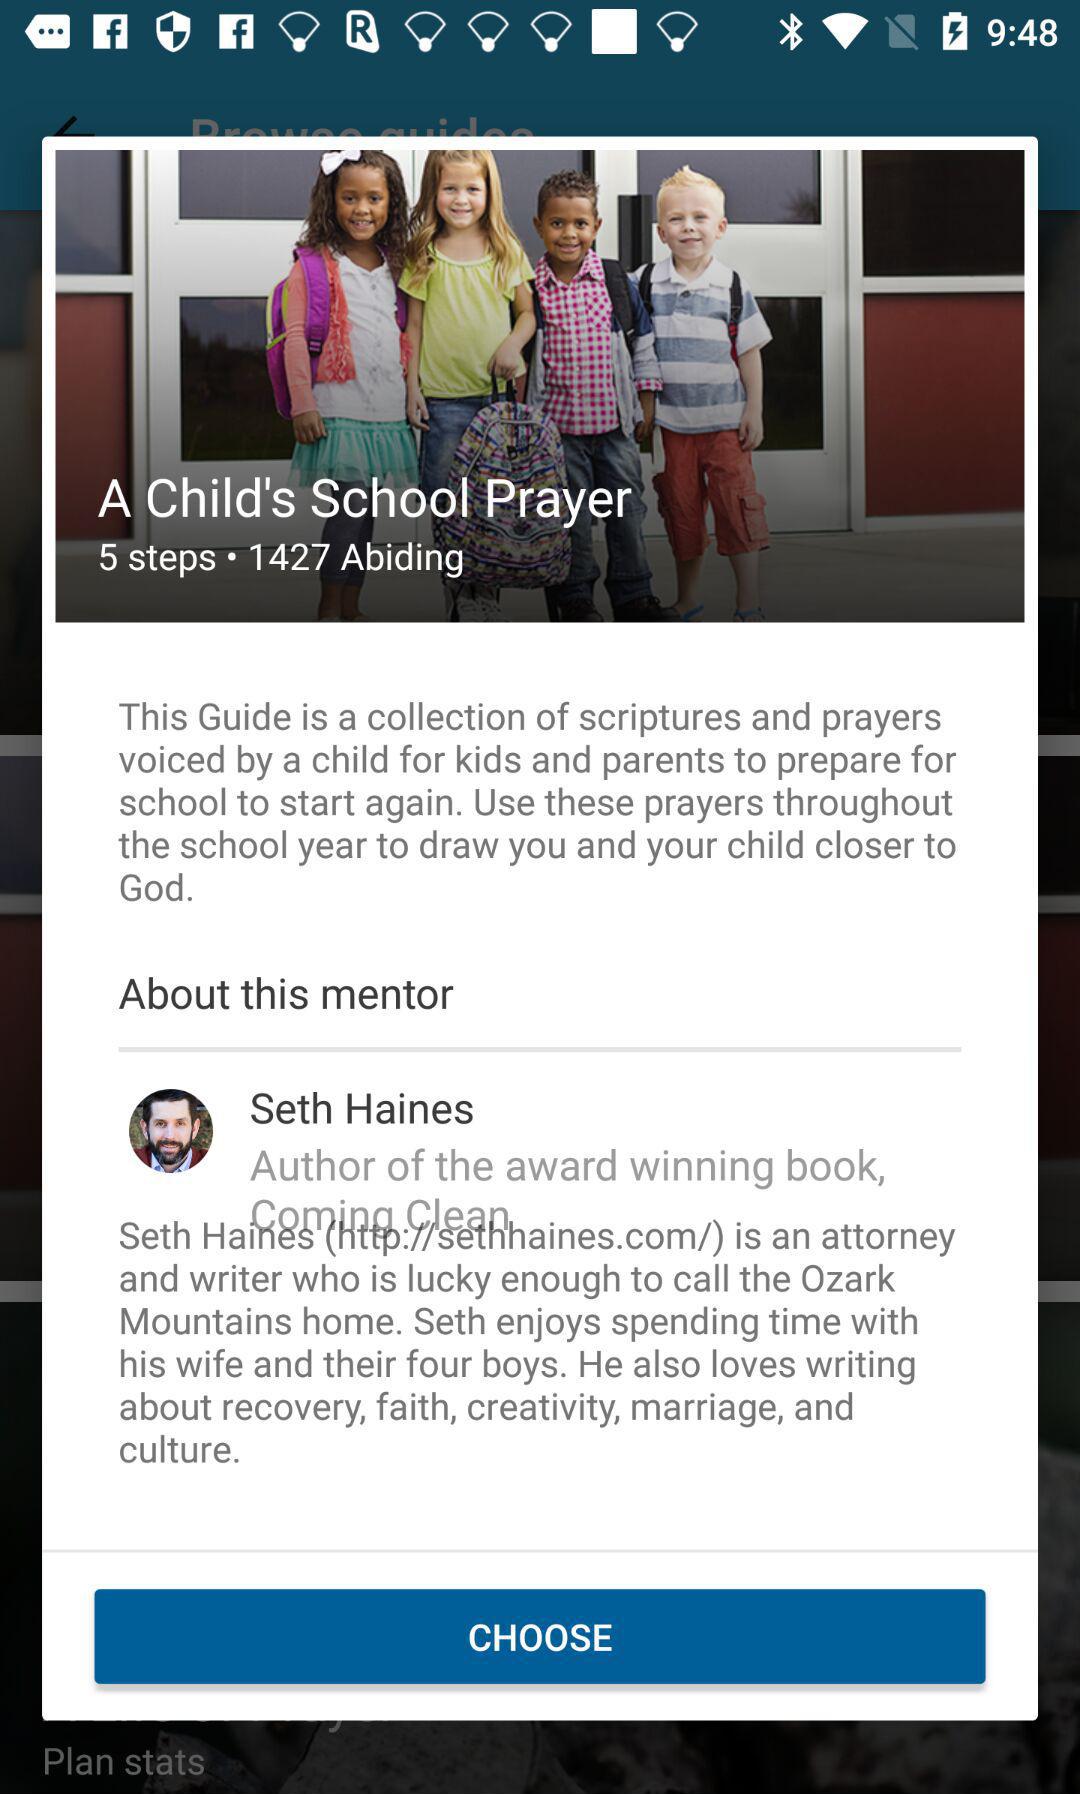 9:48
Browse guides
A Child's School Prayer
5 steps • 1427 Abiding
This Guide is a collection of scriptures and prayers
voiced by a child for kids and parents to prepare for
school to start again. Use these prayers throughout
the school year to draw you and your child closer to
God.
About this mentor
Seth Haines
Author of the award winning book,
Coming Clean
Seth Haines (http://sethhaines.com/) is an attorney
and writer who is lucky enough to call the Ozark
Mountains home. Seth enjoys spending time with
his wife and their four boys. He also loves writing
about recovery, faith, creativity, marriage, and
culture.
CHOOSE
Plan stats